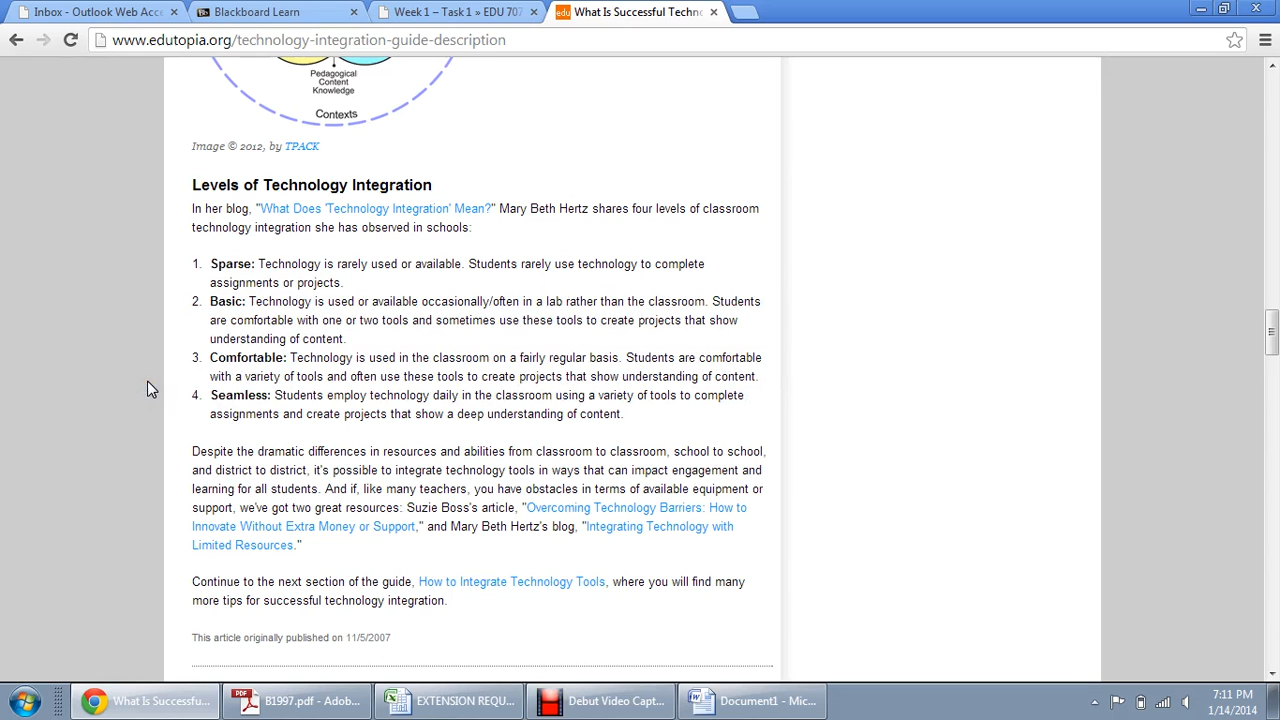 Inbox - Outlook Web Acc
Blackboard Learn
Week 1 – Task 1 » EDU 707
edu What Is Successful Techno
www.edutopia.org/technology-integration-guide-description
Pedagogical
Content
Knowledge
Contexts
Image © 2012, by TPACK
Levels of Technology Integration
In her blog, "What Does 'Technology Integration' Mean?" Mary Beth Hertz shares four levels of classroom
technology integration she has observed in schools:
1. Sparse: Technology is rarely used or available. Students rarely use technology to complete
assignments or projects.
2. Basic: Technology is used or available occasionally/often in a lab rather than the classroom. Students
are comfortable with one or two tools and sometimes use these tools to create projects that show
understanding of content.
3. Comfortable: Technology is used in the classroom on a fairly regular basis. Students are comfortable
with a variety of tools and often use these tools to create projects that show understanding of content.
4. Seamless: Students employ technology daily in the classroom using a variety of tools to complete
assignments and create projects that show a deep understanding of content.
Despite the dramatic differences in resources and abilities from classroom to classroom, school to school,
and district to district, it's possible to integrate technology tools in ways that can impact engagement and
learning for all students. And if, like many teachers, you have obstacles in terms of available equipment or
support, we've got two great resources: Suzie Boss's article, "Overcoming Technology Barriers: How to
Innovate Without Extra Money or Support," and Mary Beth Hertz's blog, "Integrating Technology with
Limited Resources."
Continue to the next section of the guide, How to Integrate Technology Tools, where you will find many
more tips for successful technology integration.
This article originally published on 11/5/2007
What Is Successfu...
PDF B1997.pdf - Adob...
EXTENSION REQU...
Debut Video Capt...
Document1 - Mic...
7:11 PM
1/14/2014